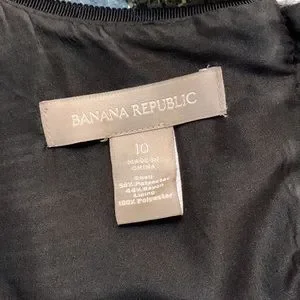 BANANA REPUBLIC
10
MADE IN
CHINA
Shell
56% Polyester
44% Rayon
Lining
100% Polyester